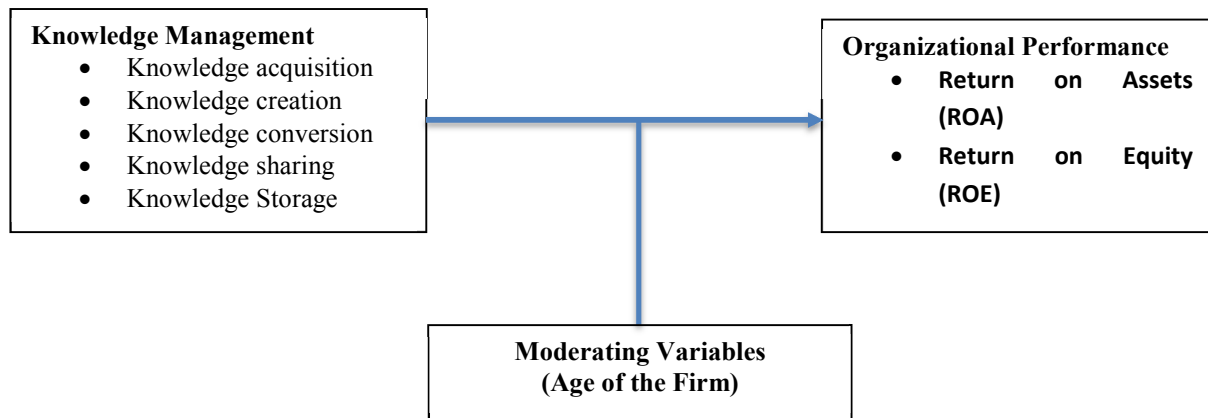 Knowledge Management
• Knowledge acquisition
• Knowledge creation
• Knowledge conversion
• Knowledge sharing
• Knowledge Storage
Organizational Performance
• Return on Assets
(ROA)
• Return on Equity
(ROE)
Moderating Variables
(Age of the Firm)